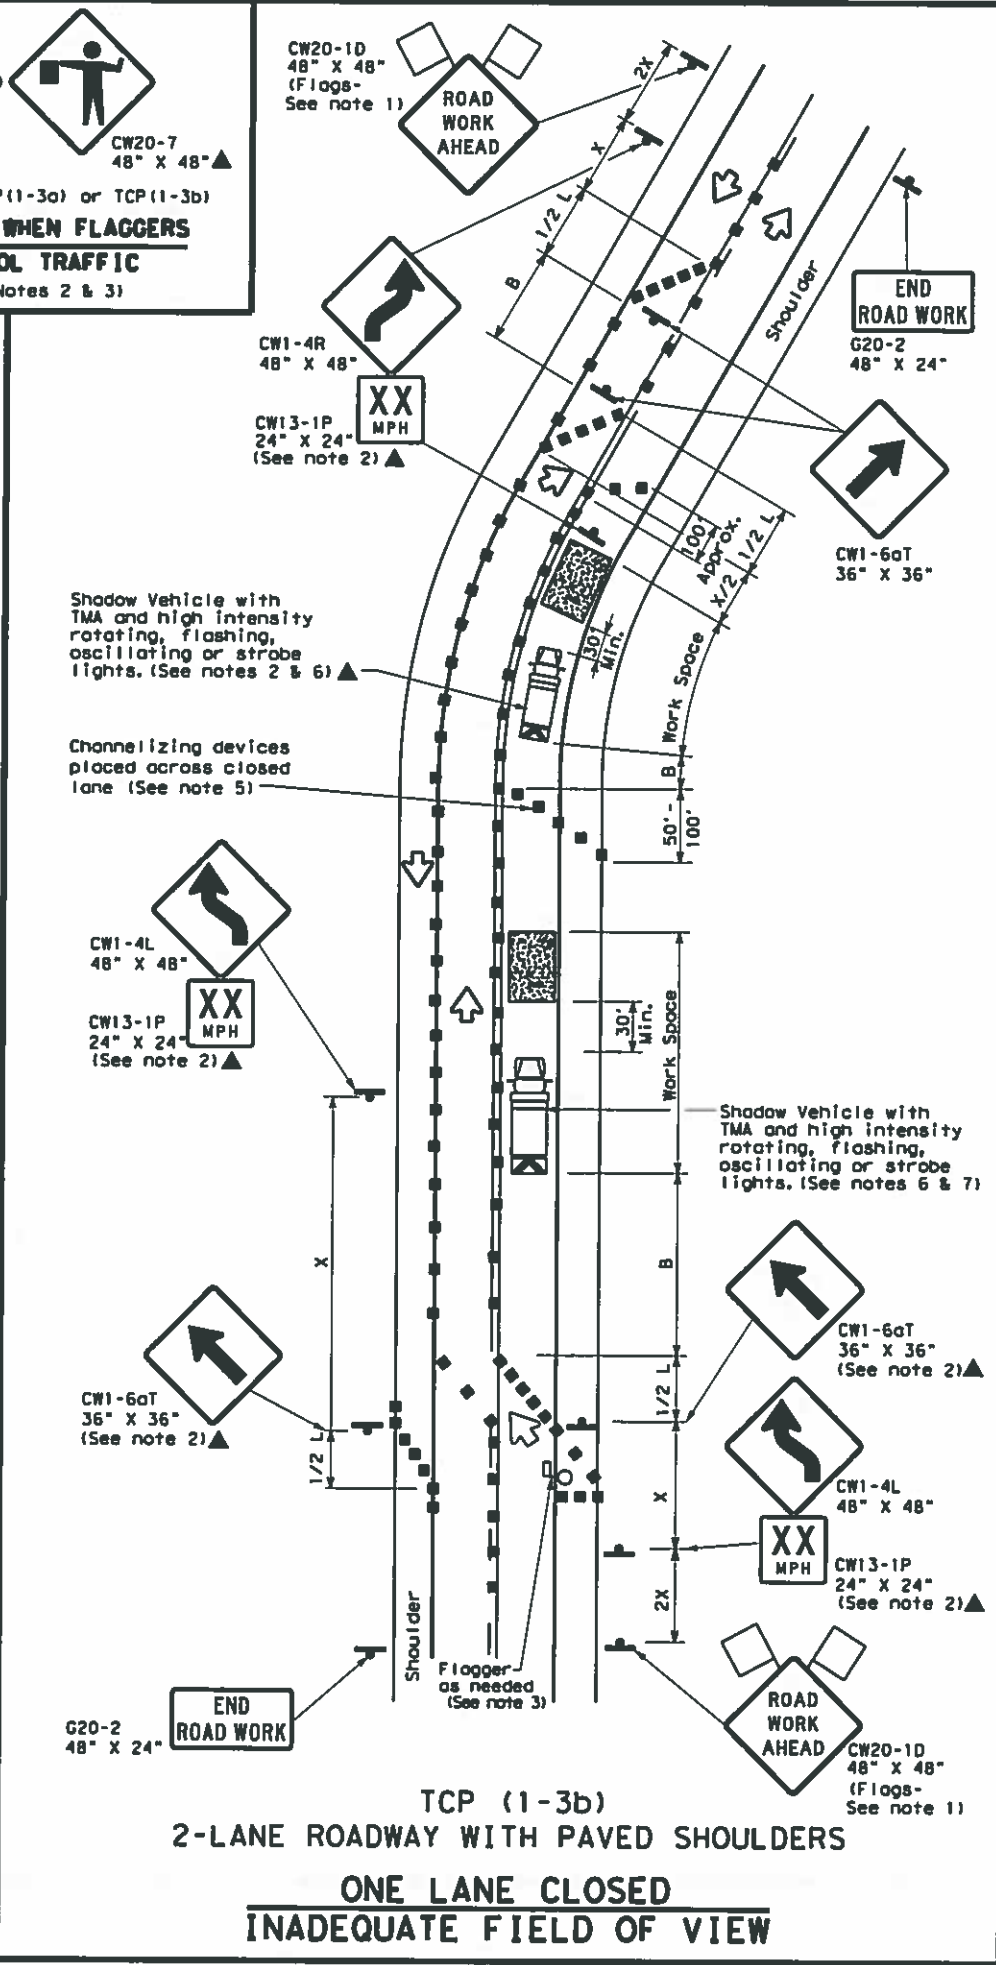 CW20-7
48" X 48"▲
(1-3a) or TCP(1-3b)
WHEN FLAGGERS
OL TRAFFIC
Notes 2 & 3)
CW20-1D
48" X 48"
(Flags-
See note 1)
ROAD
WORK
AHEAD
2X
X
1/2 L
B
Shoulder
END
ROAD WORK
G20-2
48" X 24"
CW1-4R
48" X 48"
XX
MPH
CW13-1P
24" X 24"
(See note 2)▲
CW1-6aT
36" X 36"
100'
Approx.
1/2 L
X/2
30'
Min.
Work Space
B
50'-
100'
Shadow Vehicle with
TMA and high intensity
rotating, flashing,
oscillating or strobe
lights. (See notes 2 & 6)▲
Channelizing devices
placed across closed
lane (See note 5)
CW1-4L
48" X 48"
XX
MPH
CW13-1P
24" X 24"
(See note 2)▲
30'
Min.
Work Space
Shadow Vehicle with
TMA and high intensity
rotating, flashing,
oscillating or strobe
lights. (See notes 6 & 7)
X
B
CW1-6aT
36" X 36"
(See note 2)▲
1/2 L
CW1-6aT
36" X 36"
(See note 2)▲
1/2 L
X
CW1-4L
48" X 48"
XX
MPH
CW13-1P
24" X 24"
(See note 2)▲
2X
Shoulder
Flagger
as needed
(See note 3)
END
ROAD WORK
G20-2
48" X 24"
ROAD
WORK
AHEAD
CW20-1D
48" X 48"
(Flags-
See note 1)
TCP (1-3b)
2-LANE ROADWAY WITH PAVED SHOULDERS
ONE LANE CLOSED
INADEQUATE FIELD OF VIEW